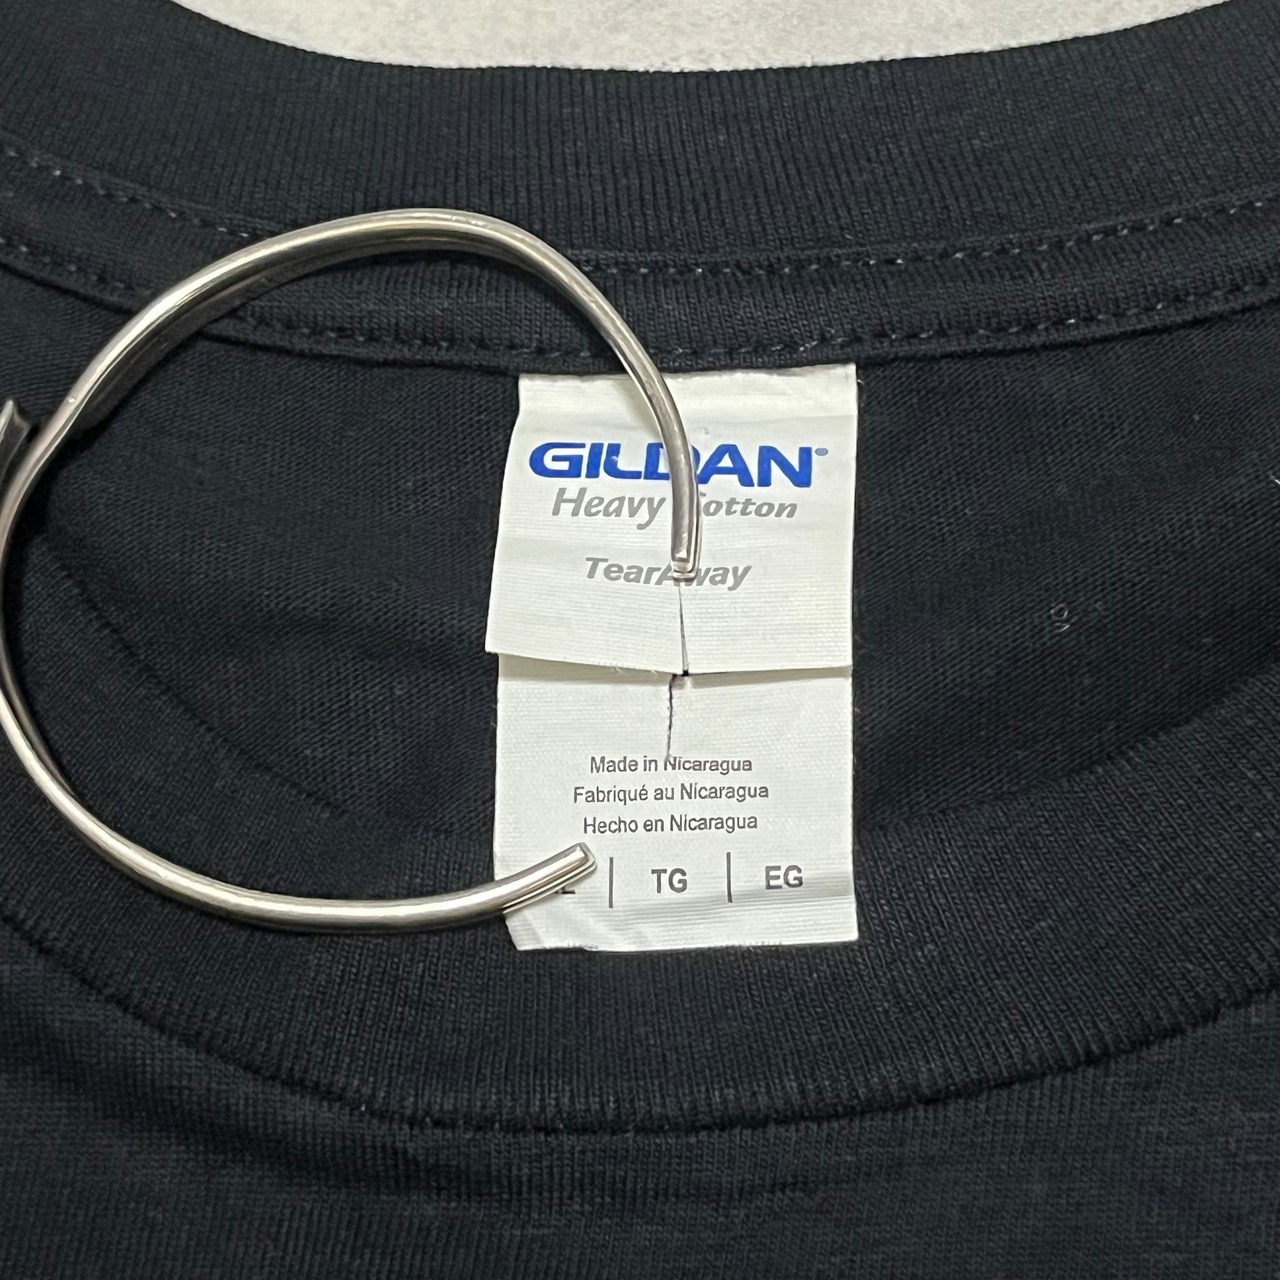 GILDAN®
Heavy Cotton
TearAway
Made in Nicaragua
Fabriqué au Nicaragua
Hecho en Nicaragua
| TG | EG